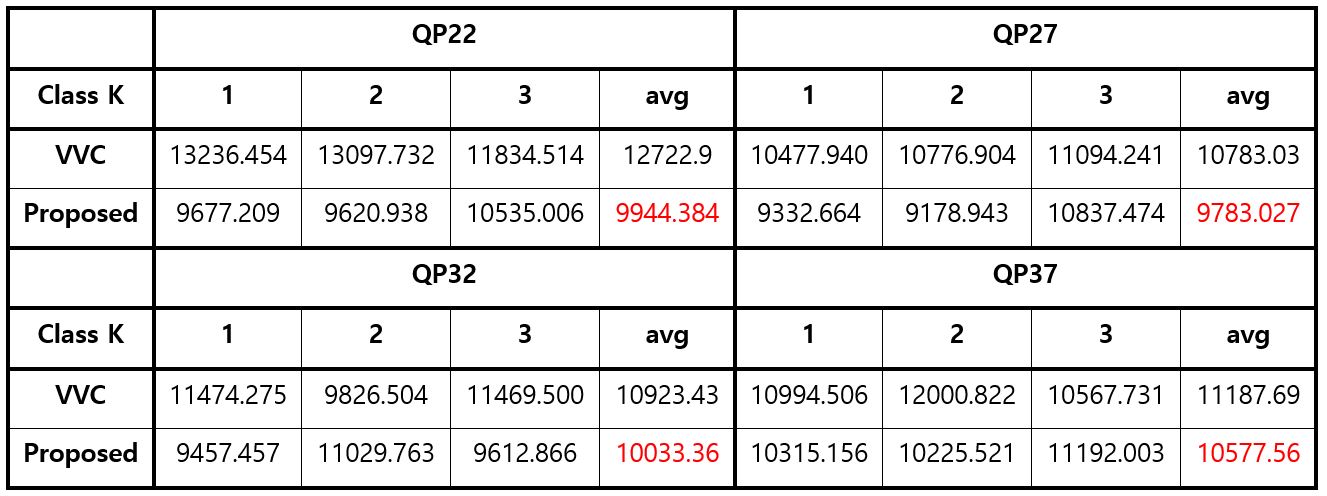 QP22 QP27
Class K 1 2 3 avg 1 2 3 avg
VVC 13236.454 13097.732 11834.514 12722.9 10477.940 10776.904 11094.241 10783.03
Proposed 9677.209 9620.938 10535.006 9944.384 9332.664 9178.943 10837.474 9783.027
QP32 QP37
Class K 1 2 3 avg 1 2 3 avg
VVC 11474.275 9826.504 11469.500 10923.43 10994.506 12000.822 10567.731 11187.69
Proposed 9457.457 11029.763 9612.866 10033.36 10315.156 10225.521 11192.003 10577.56